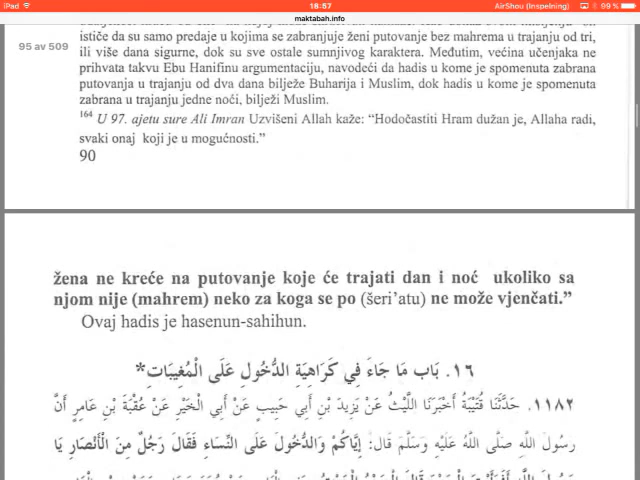 iPad
18:57
AirShou (Inspelning)
99 %
maktabah.info
95 av 509
ističe da su samo predaje u kojima se zabranjuje ženi putovanje bez mahrema u trajanju od tri,
ili više dana sigurne, dok su sve ostale sumnjivog karaktera. Međutim, većina učenjaka ne
prihvata takvu Ebu Hanifinu argumentaciju, navodeći da hadis u kome je spomenuta zabrana
putovanja u trajanju od dva dana bilježe Buharija i Muslim, dok hadis u kome je spomenuta
zabrana u trajanju jedne noći, bilježi Muslim.
164 U 97. ajetu sure Ali Imran Uzvišeni Allah kaže: “Hodočastiti Hram dužan je, Allaha radi,
svaki onaj koji je u mogućnosti.”
90
žena ne kreće na putovanje koje će trajati dan i noć ukoliko sa
njom nije (mahrem) neko za koga se po (šeri’atu) ne može vjenčati.”
Ovaj hadis je hasenun-sahihun.
١٦. بَاب مَا جَاءَ فِي كَرَاهِيَةِ الدُّخُولِ عَلَى الْمُغِيبَاتِ*
١١٨٢. حَدَّثَنَا قُتَيْبَةُ أَخْبَرَنَا اللَّيْثُ عَنْ يَزِيدَ بْنِ أَبِي حَبِيبٍ عَنْ أَبِي الْخَيْرِ عَنْ عُقْبَةَ بْنِ عَامِرٍ أَنَّ
رَسُولَ اللَّهِ صَلَّى اللَّهُ عَلَيْهِ وَسَلَّمَ قَالَ: إِيَّاكُمْ وَالدُّخُولَ عَلَى النِّسَاءِ فَقَالَ رَجُلٌ مِنَ الْأَنْصَارِ يَا